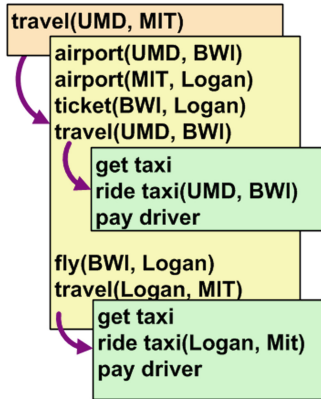 travel(UMD, MIT)
airport(UMD, BWI)
airport(MIT, Logan)
ticket(BWI, Logan)
travel(UMD, BWI)
get taxi
ride taxi(UMD, BWI)
pay driver
fly(BWI, Logan)
travel(Logan, MIT)
get taxi
ride taxi(Logan, Mit)
pay driver